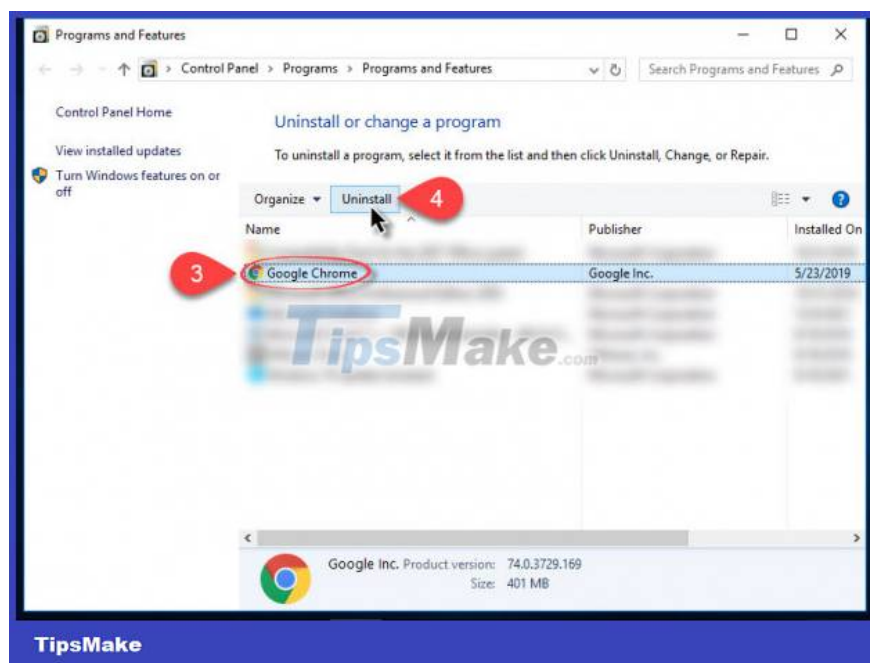 Programs and Features
Control Panel > Programs > Programs and Features
Search Programs and Features
Control Panel Home
View installed updates
Turn Windows features on or
off
Uninstall or change a program
To uninstall a program, select it from the list and then click Uninstall, Change, or Repair.
Organize Uninstall 4
Name Publisher Installed On
3 Google Chrome Google Inc. 5/23/2019
TipsMake.com
Google Inc. Product version: 74.0.3729.169
Size: 401 MB
TipsMake